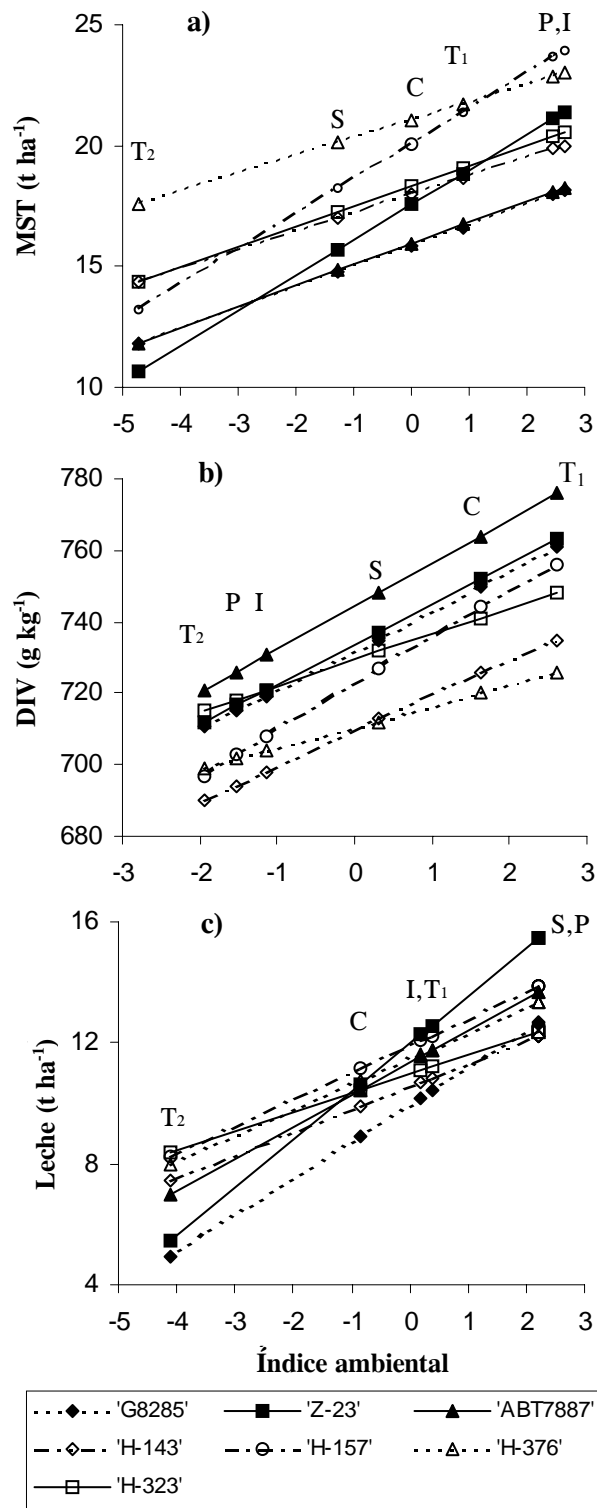 a)
P,I
T1
C
S
T2
MST (t ha-1)
25
20
15
10
-5 -4 -3 -2 -1 0 1 2 3
b)
T1
C
S
P I
T2
DIV (g kg-1)
780
760
740
720
700
680
-3 -2 -1 0 1 2 3
c)
S,P
I,T1
C
T2
Leche (t ha-1)
16
12
8
4
-5 -4 -3 -2 -1 0 1 2 3
Índice ambiental
'G8285' 'Z-23' 'ABT7887'
'H-143' 'H-157' 'H-376'
'H-323'